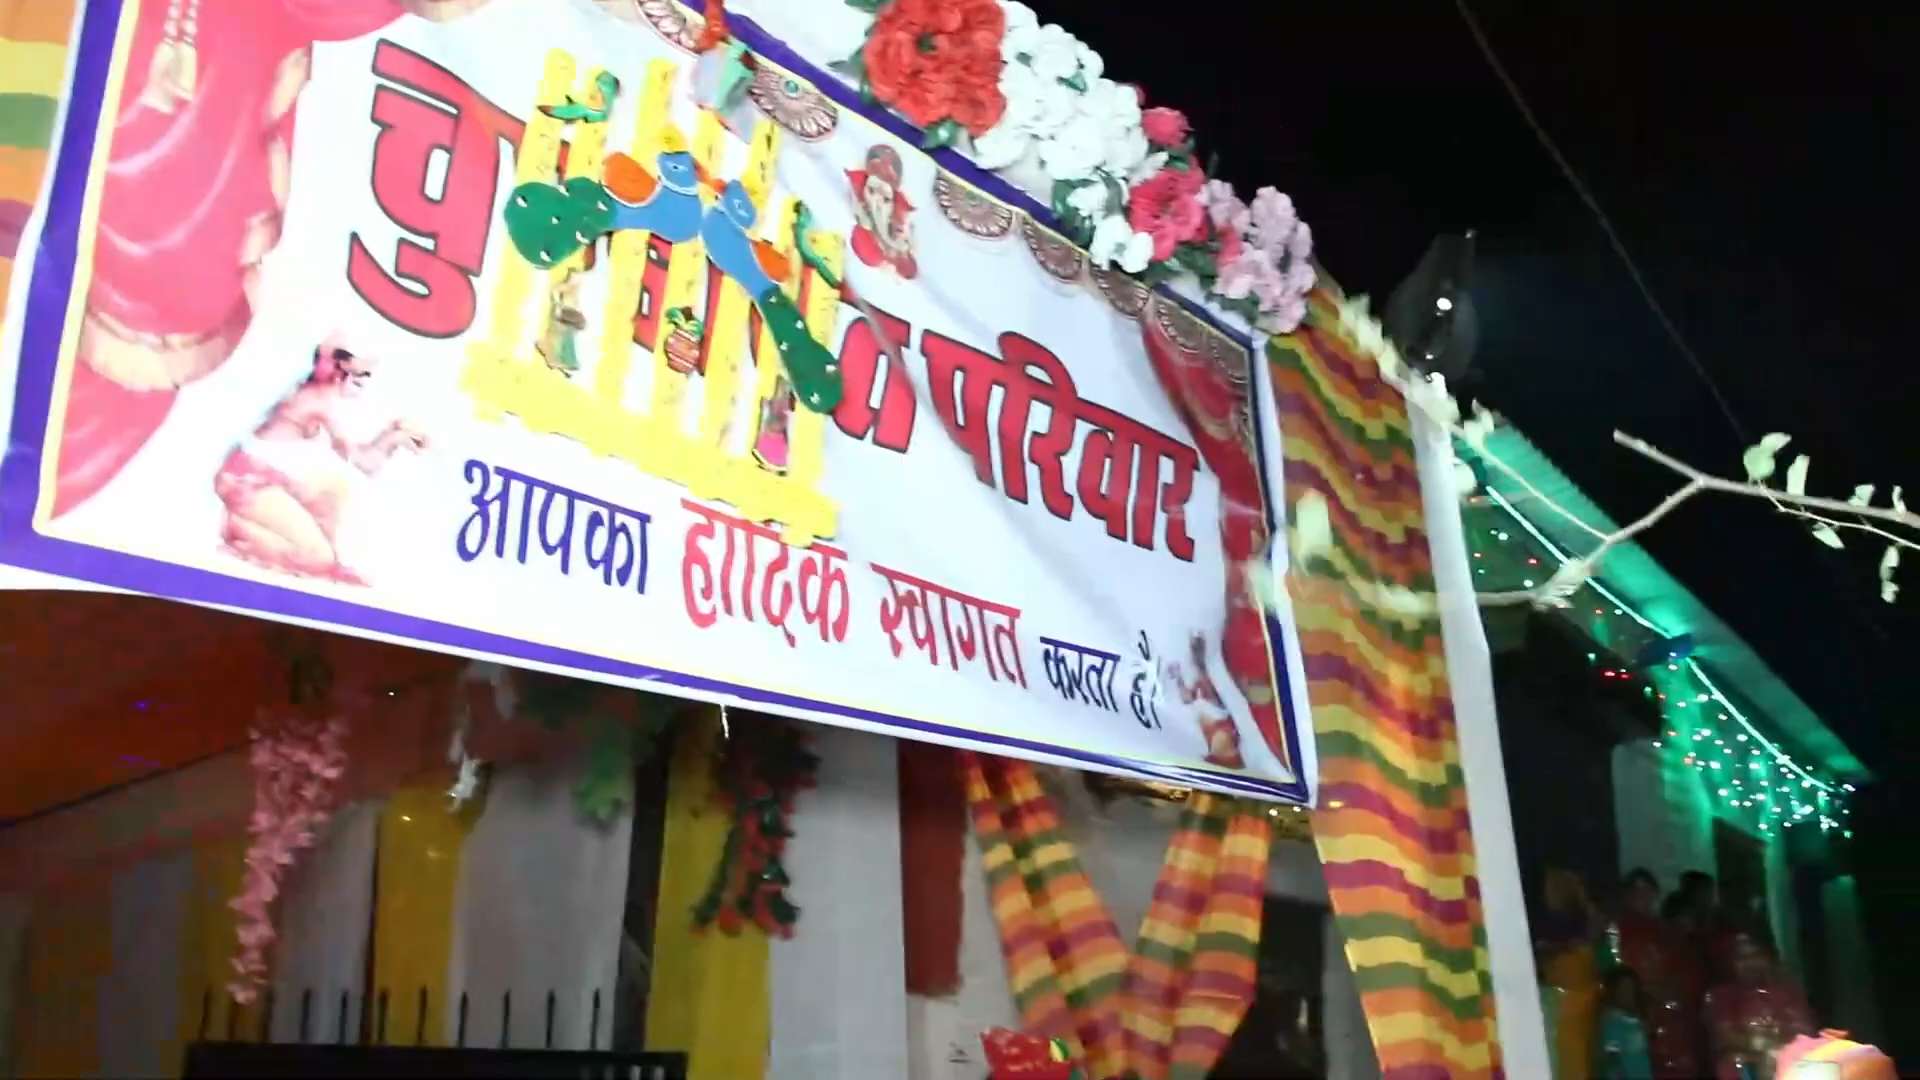 परिवार
आपका हार्दिक स्वागत करता है।